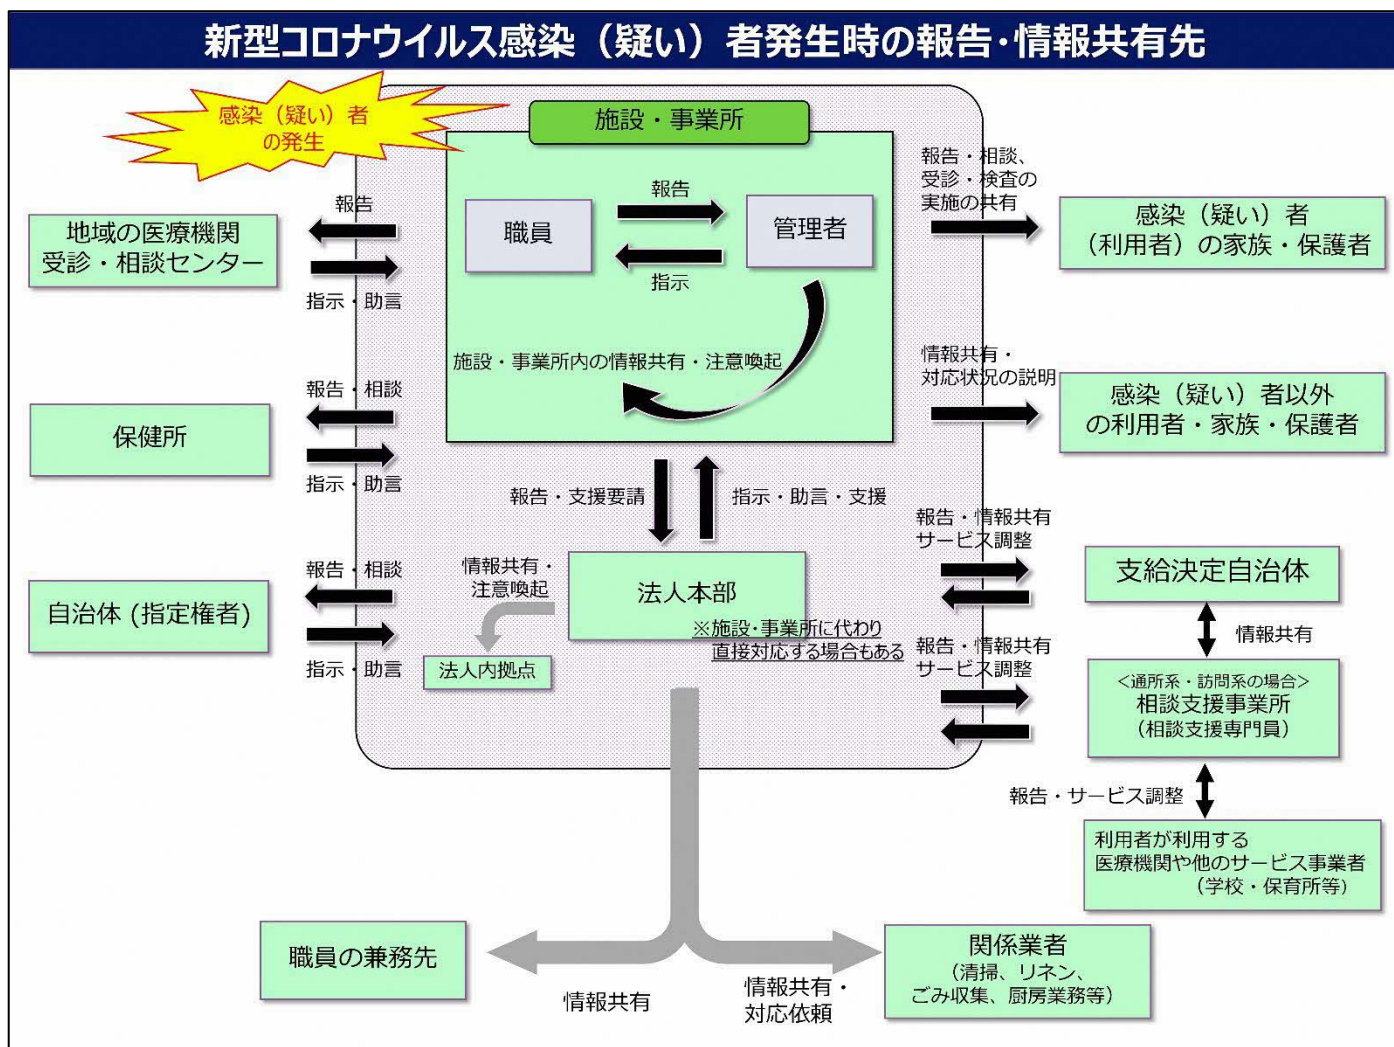 新型コロナウイルス感染（疑い）者発生時の報告・情報共有先
感染（疑い）者
の発生
施設・事業所
職員
報告
指示
管理者
施設・事業所内の情報共有・注意喚起
報告
地域の医療機関
受診・相談センター
指示・助言
報告・相談
保健所
指示・助言
報告・相談
自治体 (指定権者)
指示・助言
報告・支援要請
指示・助言・支援
情報共有・
注意喚起
法人本部
※施設・事業所に代わり
直接対応する場合もある
法人内拠点
報告・相談、
受診・検査の
実施の共有
感染（疑い）者
（利用者）の家族・保護者
情報共有・
対応状況の説明
感染（疑い）者以外
の利用者・家族・保護者
報告・情報共有
サービス調整
支給決定自治体
情報共有
報告・情報共有
サービス調整
＜通所系・訪問系の場合＞
相談支援事業所
（相談支援専門員）
報告・サービス調整
利用者が利用する
医療機関や他のサービス事業者
（学校・保育所等）
職員の兼務先
情報共有
情報共有・
対応依頼
関係業者
（清掃、リネン、
ごみ収集、厨房業務等）